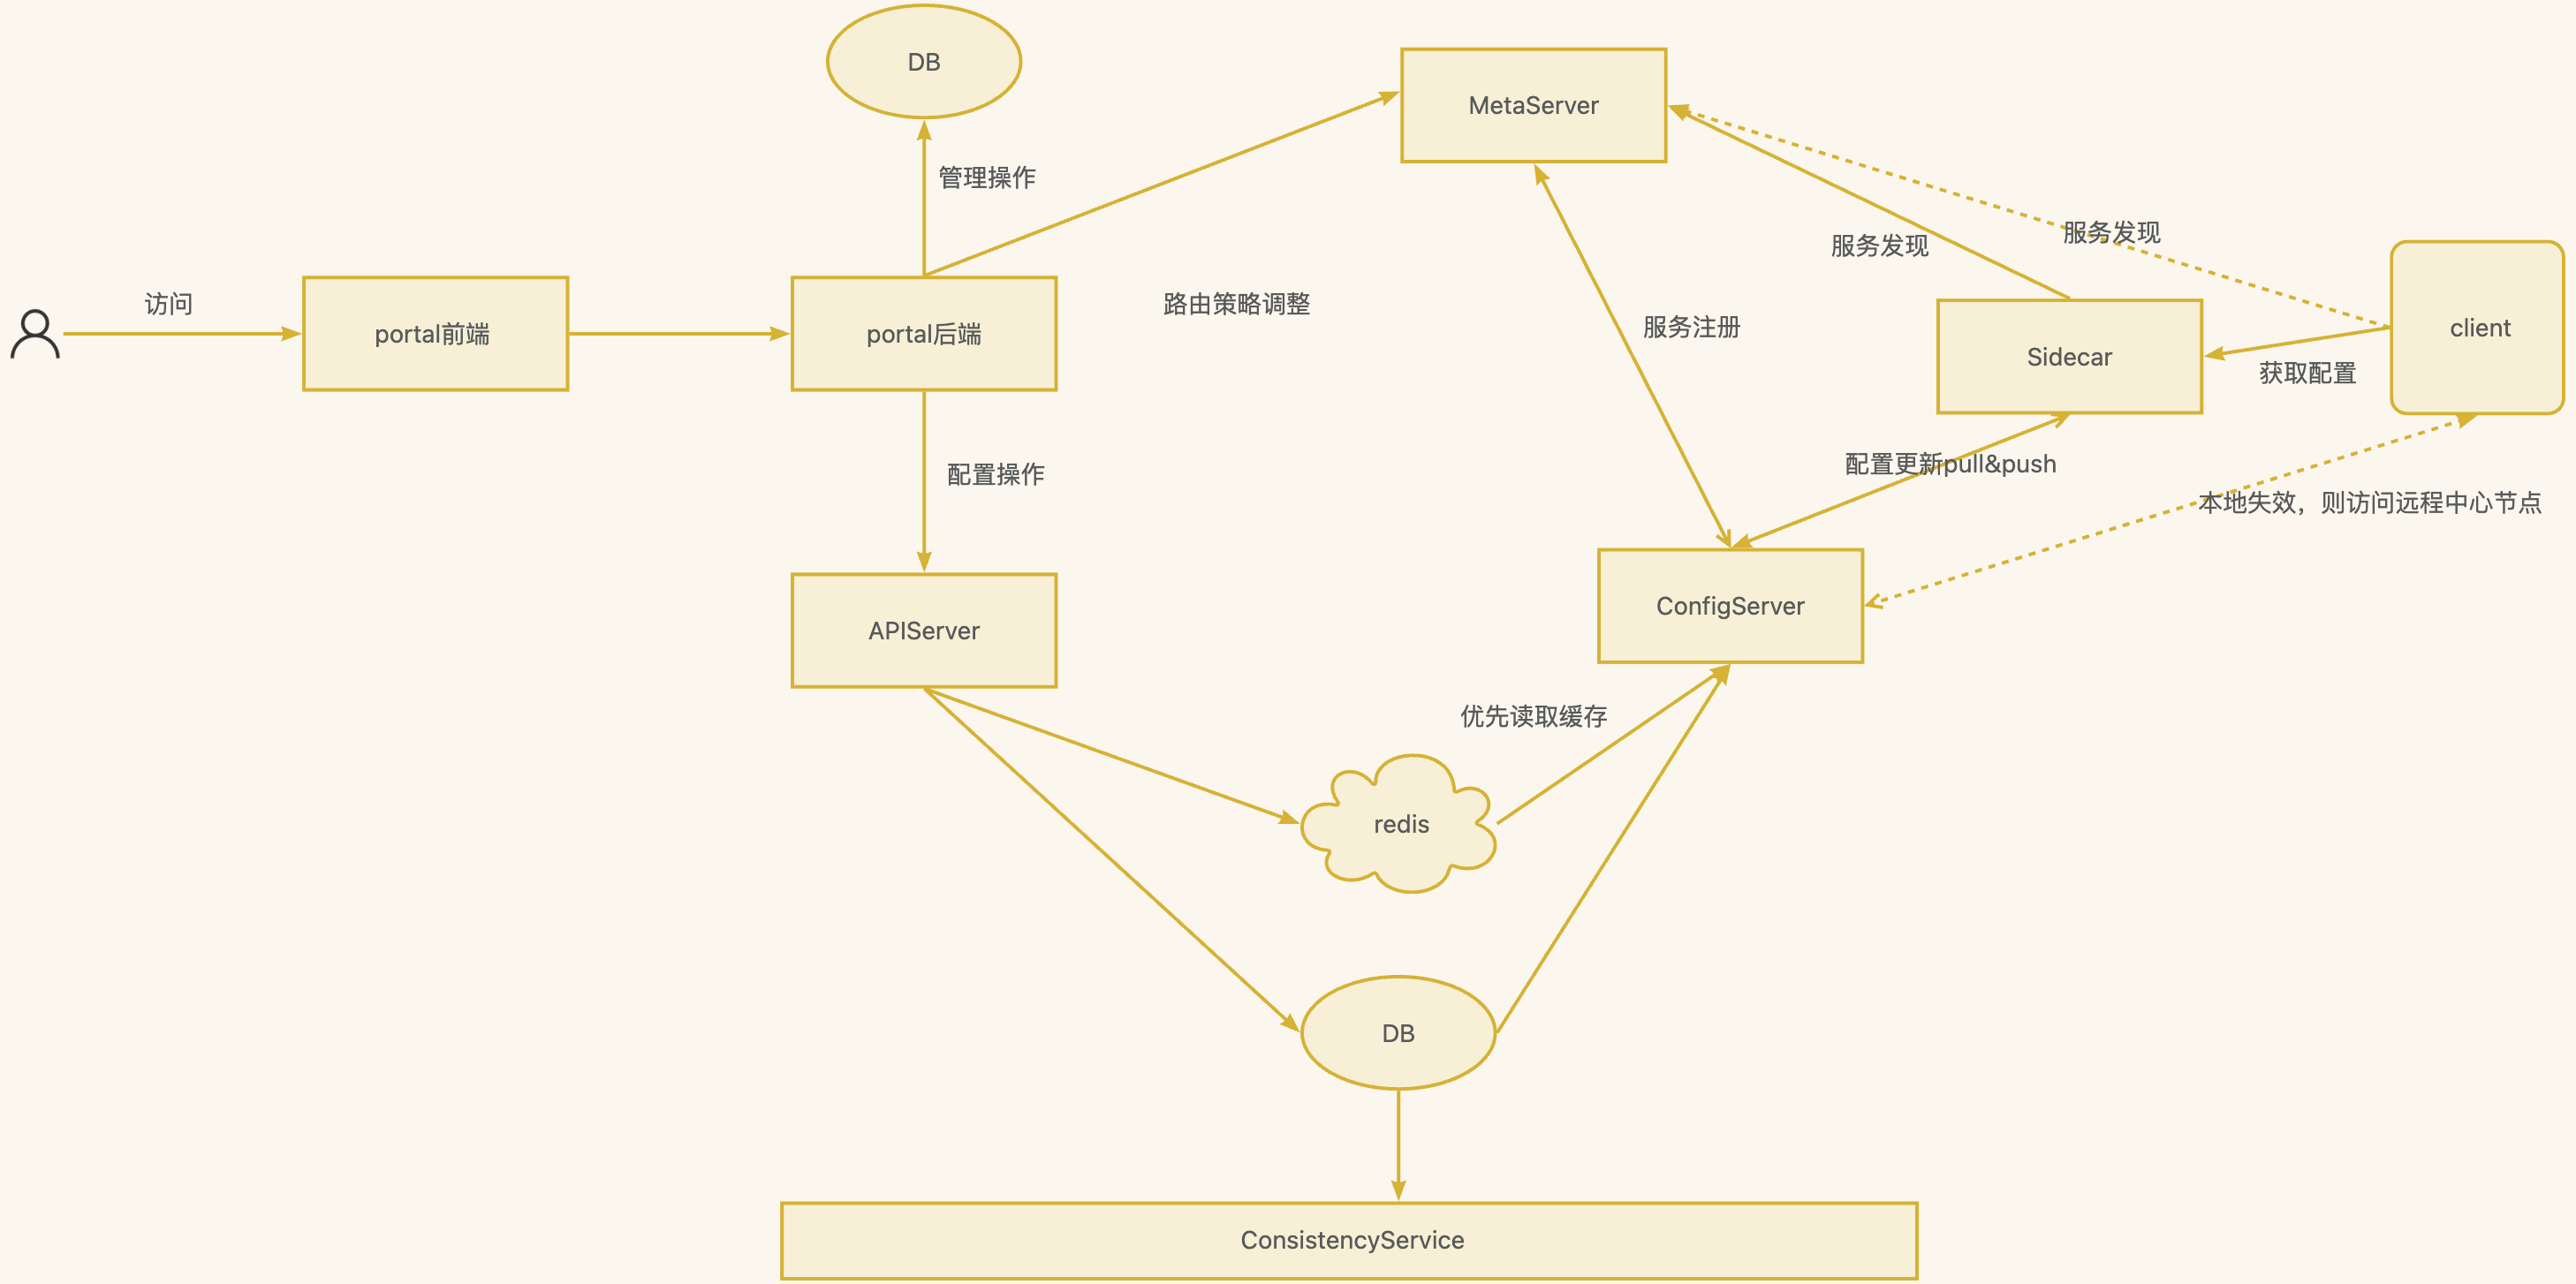 DB
MetaServer
管理操作
服务发现
服务发现
访问
portal前端
portal后端
路由策略调整
服务注册
Sidecar
client
获取配置
配置操作
配置更新pull&push
本地失效，则访问远程中心节点
APIServer
ConfigServer
优先读取缓存
redis
DB
ConsistencyService